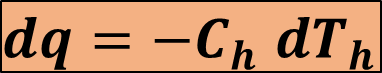 dq = −C_h dT_h